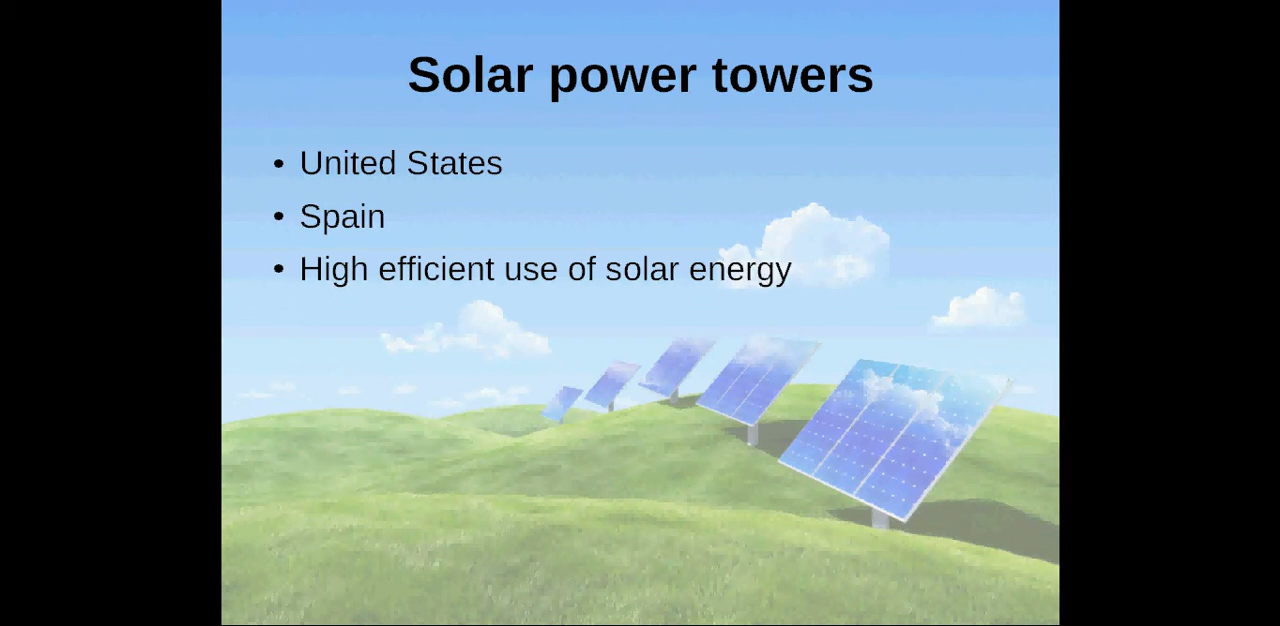 Solar power towers
• United States
• Spain
• High efficient use of solar energy